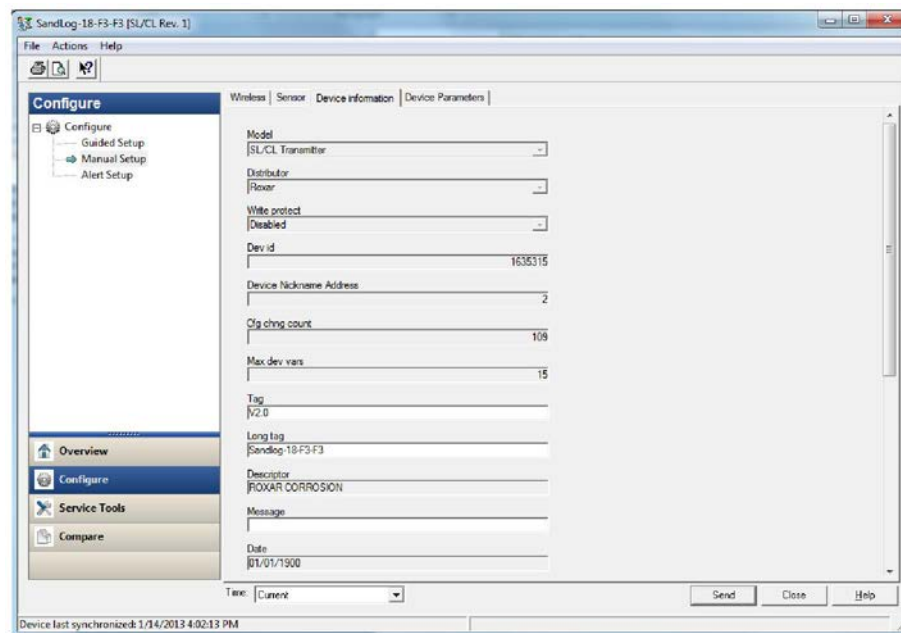 SandLog-18-F3-F3 [SL/CL Rev. 1]
File Actions Help
Configure
Configure
Guided Setup
Manual Setup
Alert Setup
Overview
Configure
Service Tools
Compare
Wireless Sensor Device information Device Parameters
Model
SL/CL Transmitter
Distributor
Roxar
Write protect
Disabled
Dev id
1635315
Device Nickname Address
2
Cfg chng count
109
Max dev vars
15
Tag
V2.0
Long tag
Sandlog-18-F3-F3
Descriptor
ROXAR CORROSION
Message
Date
01/01/1900
Time: Current
Send Close Help
Device last synchronized: 1/14/2013 4:02:13 PM